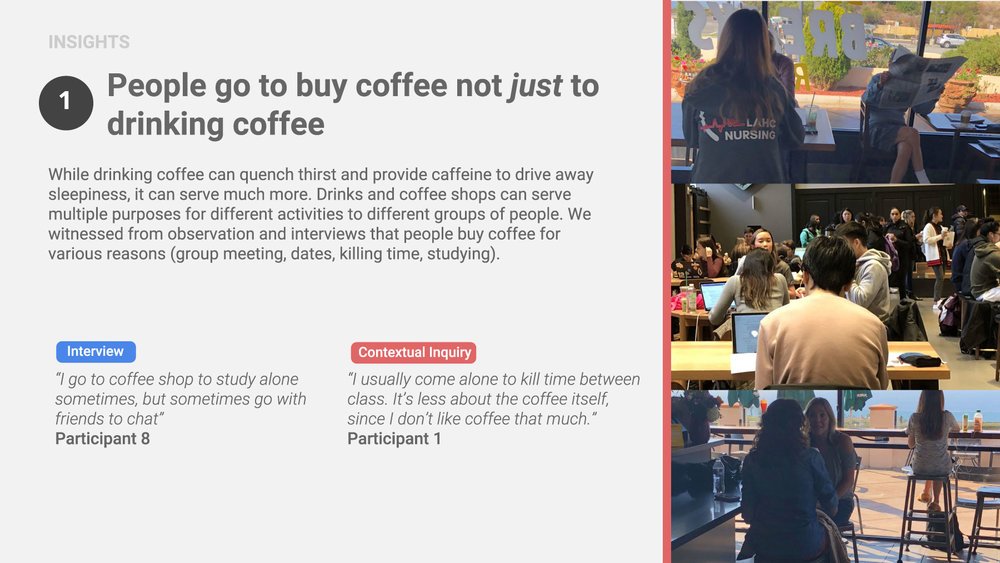 INSIGHTS
1
People go to buy coffee not just to
drinking coffee
While drinking coffee can quench thirst and provide caffeine to drive away
sleepiness, it can serve much more. Drinks and coffee shops can serve
multiple purposes for different activities to different groups of people. We
witnessed from observation and interviews that people buy coffee for
various reasons (group meeting, dates, killing time, studying).
Interview
“I go to coffee shop to study alone
sometimes, but sometimes go with
friends to chat”
Participant 8
Contextual Inquiry
“I usually come alone to kill time between
class. It’s less about the coffee itself,
since I don’t like coffee that much.”
Participant 1
LAHC
NURSING